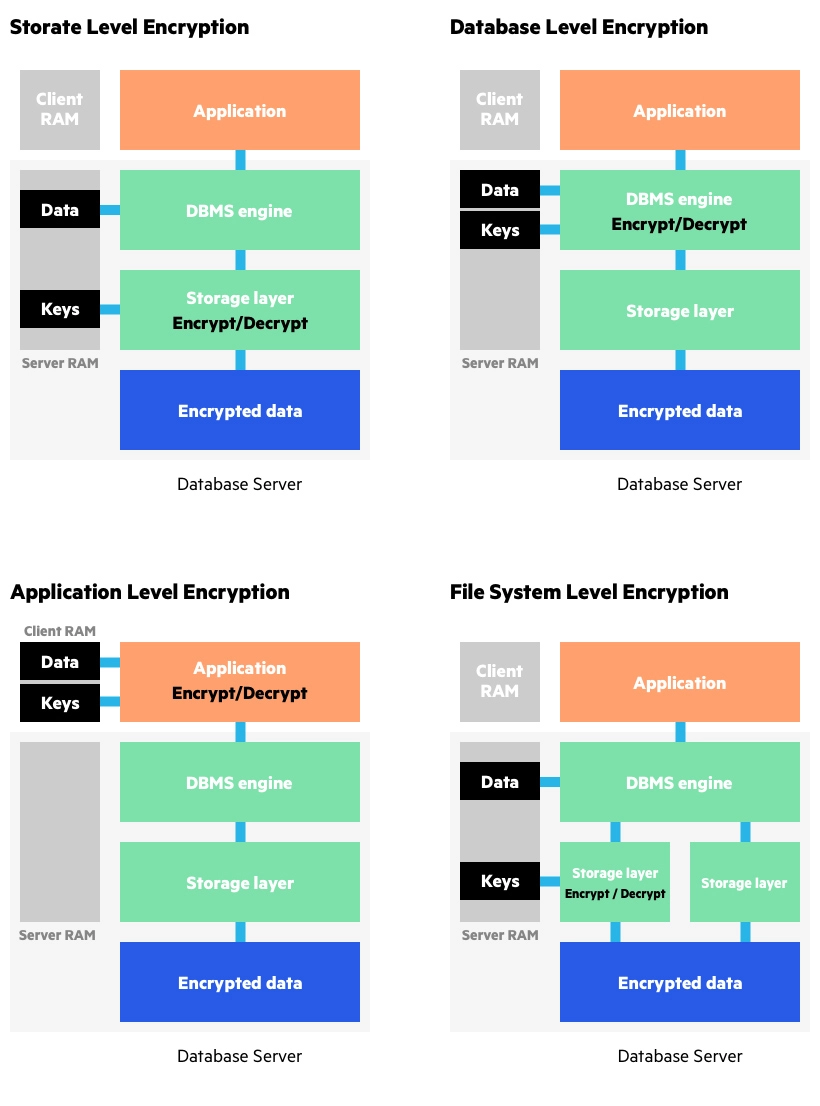 Storate Level Encryption
Client
RAM
Application
Data
DBMS engine
Keys
Storage layer
Encrypt/Decrypt
Server RAM
Encrypted data
Database Server
Database Level Encryption
Client
RAM
Application
Data
Keys
DBMS engine
Encrypt/Decrypt
Storage layer
Server RAM
Encrypted data
Database Server
Application Level Encryption
Client RAM
Data
Keys
Application
Encrypt/Decrypt
DBMS engine
Storage layer
Server RAM
Encrypted data
Database Server
File System Level Encryption
Client
RAM
Application
Data
DBMS engine
Keys
Storage layer
Encrypt / Decrypt
Storage layer
Server RAM
Encrypted data
Database Server